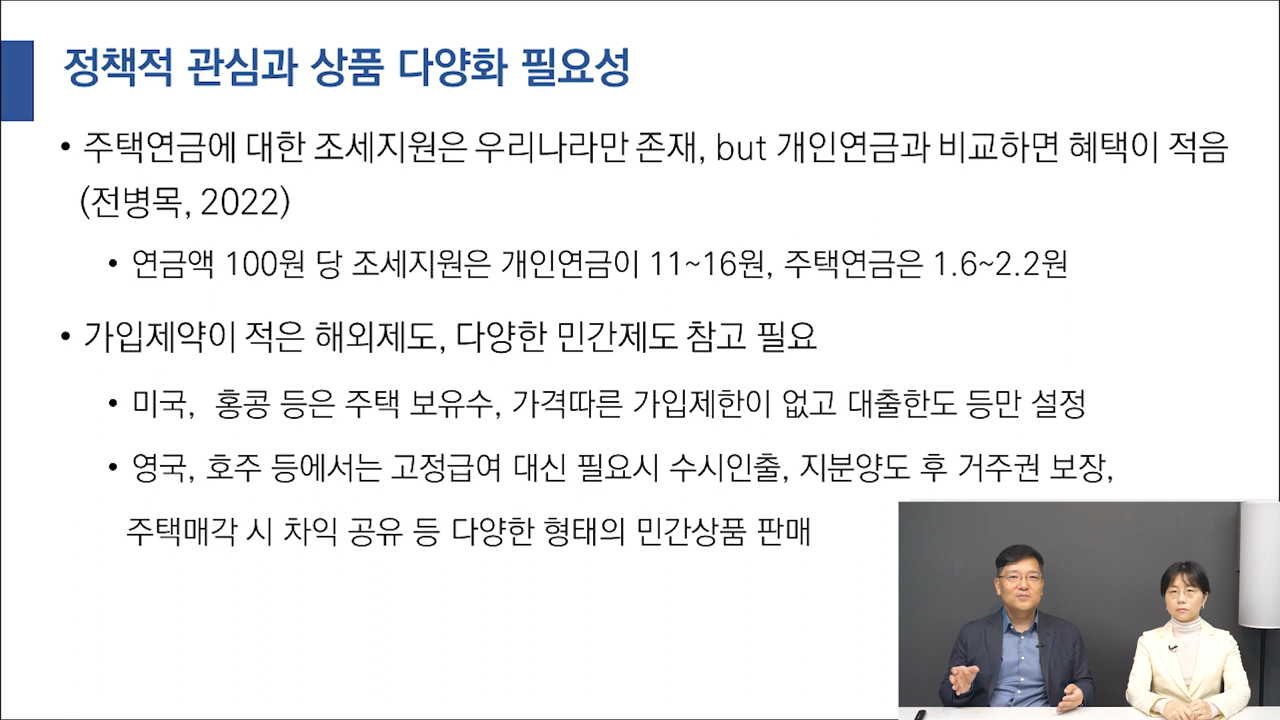 정책적 관심과 상품 다양화 필요성
• 주택연금에 대한 조세지원은 우리나라만 존재, but 개인연금과 비교하면 혜택이 적음
(전병목, 2022)
• 연금액 100원 당 조세지원은 개인연금이 11~16원, 주택연금은 1.6~2.2원
• 가입제약이 적은 해외제도, 다양한 민간제도 참고 필요
• 미국, 홍콩 등은 주택 보유수, 가격따른 가입제한이 없고 대출한도 등만 설정
• 영국, 호주 등에서는 고정급여 대신 필요시 수시인출, 지분양도 후 거주권 보장,
주택매각 시 차익 공유 등 다양한 형태의 민간상품 판매